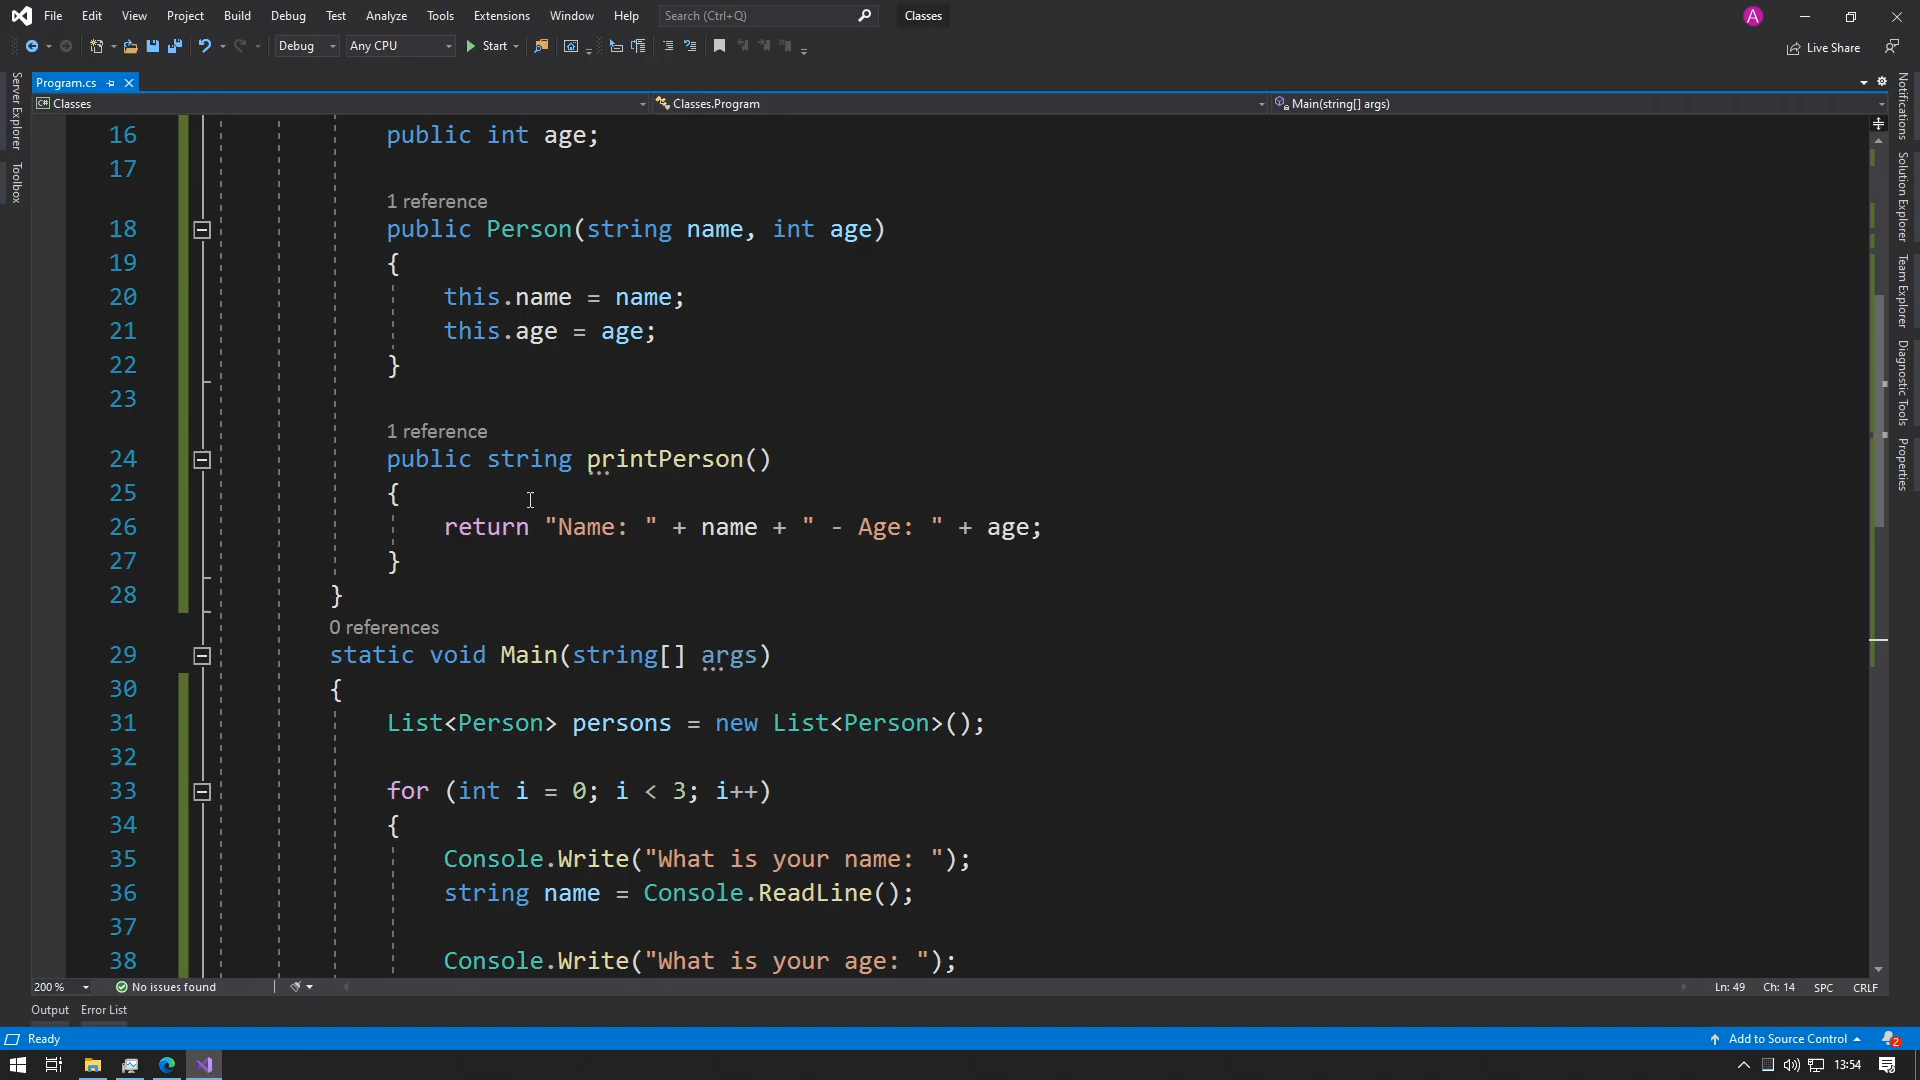 File Edit View Project Build Debug Test Analyze Tools Extensions Window Help Search (Ctrl+Q) Classes A
Debug Any CPU Start Live Share
Program.cs
C# Classes Classes.Program Main(string[] args)
Server Explorer
Toolbox
Notifications
Solution Explorer
Team Explorer
Diagnostic Tools
Properties
16 public int age;
17
1 reference
18 public Person(string name, int age)
19 {
20 this.name = name;
21 this.age = age;
22 }
23
1 reference
24 public string printPerson()
25 {
26 return "Name: " + name + " - Age: " + age;
27 }
28 }
0 references
29 static void Main(string[] args)
30 {
31 List<Person> persons = new List<Person>();
32
33 for (int i = 0; i < 3; i++)
34 {
35 Console.Write("What is your name: ");
36 string name = Console.ReadLine();
37
38 Console.Write("What is your age: ");
200 % No issues found Ln: 49 Ch: 14 SPC CRLF
Output Error List
Ready Add to Source Control 2
13:54